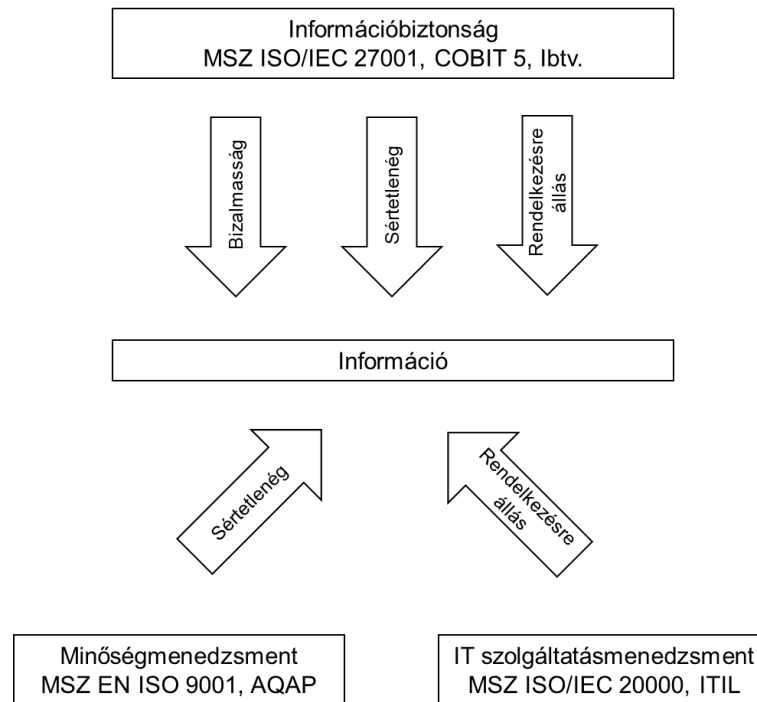 Információbiztonság
MSZ ISO/IEC 27001, COBIT 5, Ibtv.
Bizalmasság
Sértetlenég
Rendelkezésre
állás
Információ
Sértetlenég
Rendelkezésre
állás
Minőségmenedzsment
MSZ EN ISO 9001, AQAP
IT szolgáltatásmenedzsment
MSZ ISO/IEC 20000, ITIL